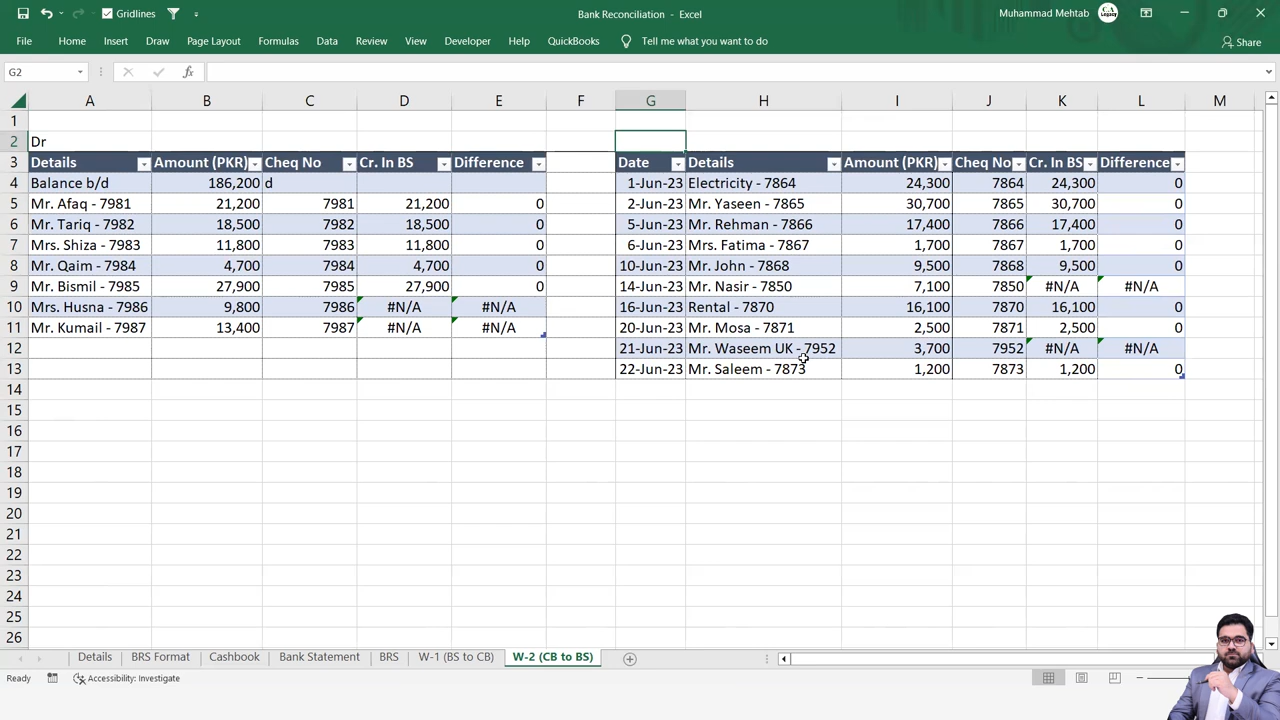 Gridlines
Bank Reconciliation - Excel
Muhammad Mehtab
File Home Insert Draw Page Layout Formulas Data Review View Developer Help QuickBooks Tell me what you want to do Share
G2 fx
A B C D E F G H I J K L M
1
2 Dr
3 Details Amount (PKR) Cheq No Cr. In BS Difference Date Details Amount (PKR) Cheq No Cr. In BS Difference
4 Balance b/d 186,200 d 1-Jun-23 Electricity - 7864 24,300 7864 24,300 0
5 Mr. Afaq - 7981 21,200 7981 21,200 0 2-Jun-23 Mr. Yaseen - 7865 30,700 7865 30,700 0
6 Mr. Tariq - 7982 18,500 7982 18,500 0 5-Jun-23 Mr. Rehman - 7866 17,400 7866 17,400 0
7 Mrs. Shiza - 7983 11,800 7983 11,800 0 6-Jun-23 Mrs. Fatima - 7867 1,700 7867 1,700 0
8 Mr. Qaim - 7984 4,700 7984 4,700 0 10-Jun-23 Mr. John - 7868 9,500 7868 9,500 0
9 Mr. Bismil - 7985 27,900 7985 27,900 0 14-Jun-23 Mr. Nasir - 7850 7,100 7850 #N/A #N/A
10 Mrs. Husna - 7986 9,800 7986 #N/A #N/A 16-Jun-23 Rental - 7870 16,100 7870 16,100 0
11 Mr. Kumail - 7987 13,400 7987 #N/A #N/A 20-Jun-23 Mr. Mosa - 7871 2,500 7871 2,500 0
12 21-Jun-23 Mr. Waseem UK - 7952 3,700 7952 #N/A #N/A
13 22-Jun-23 Mr. Saleem - 7873 1,200 7873 1,200 0
14
15
16
17
18
19
20
21
22
23
24
25
26
Details BRS Format Cashbook Bank Statement BRS W-1 (BS to CB) W-2 (CB to BS)
Ready Accessibility: Investigate